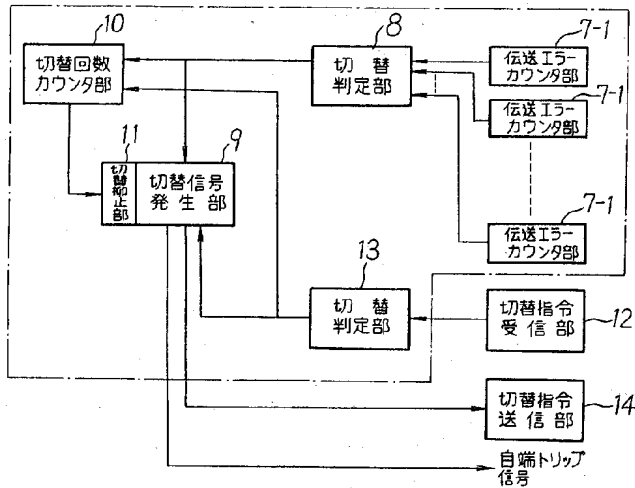 10
切替回数
カウンタ部
8
切替
判定部
7-1
伝送エラー
カウンタ部
7-1
伝送エラー
カウンタ部
7-1
伝送エラー
カウンタ部
11
切替抑止部
9
切替信号
発生部
13
切替
判定部
切替指令
受信部
12
切替指令
送信部
14
自端トリップ
信号